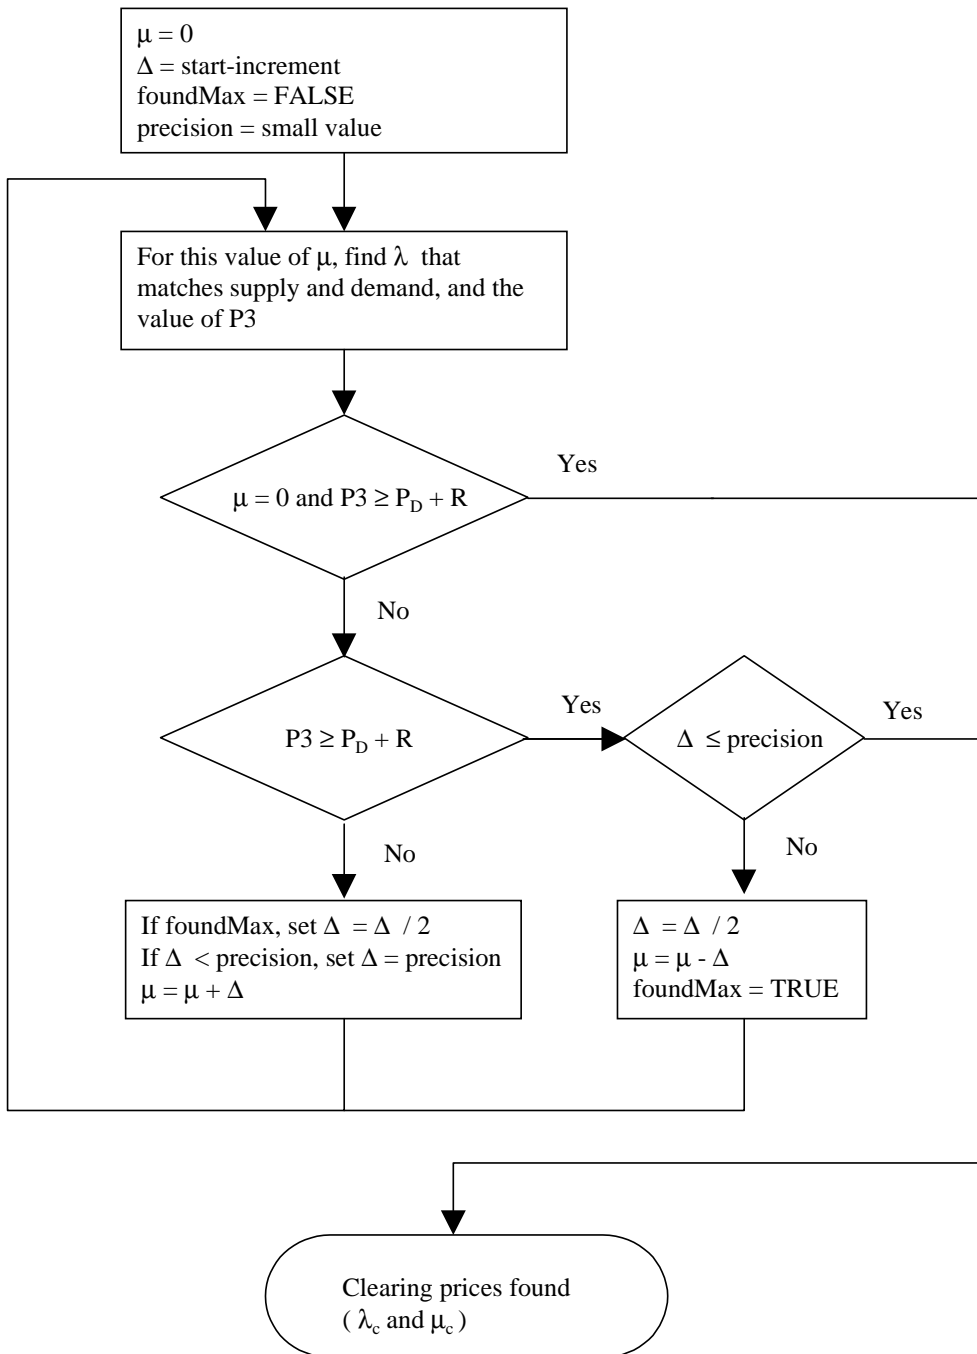 μ = 0
Δ = start-increment
foundMax = FALSE
precision = small value
For this value of μ, find λ that
matches supply and demand, and the
value of P3
Yes
μ = 0 and P3 ≥ P_D + R
No
P3 ≥ P_D + R
Yes
Δ ≤ precision
Yes
No
No
If foundMax, set Δ = Δ / 2
If Δ < precision, set Δ = precision
μ = μ + Δ
Δ = Δ / 2
μ = μ - Δ
foundMax = TRUE
Clearing prices found
( λ_c and μ_c )